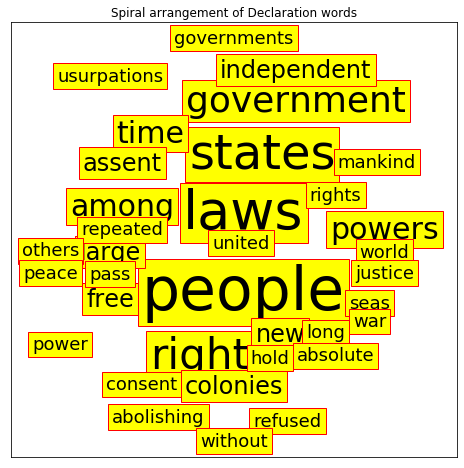 Spiral arrangement of Declaration words
governments
independent
usurpations
government
time
states
assent
mankind
rights
among
laws
powers
repeated
united
others
arge
world
peace
pass
justice
people
free
seas
war
new
long
power
right
hold
absolute
consent
colonies
abolishing
refused
without